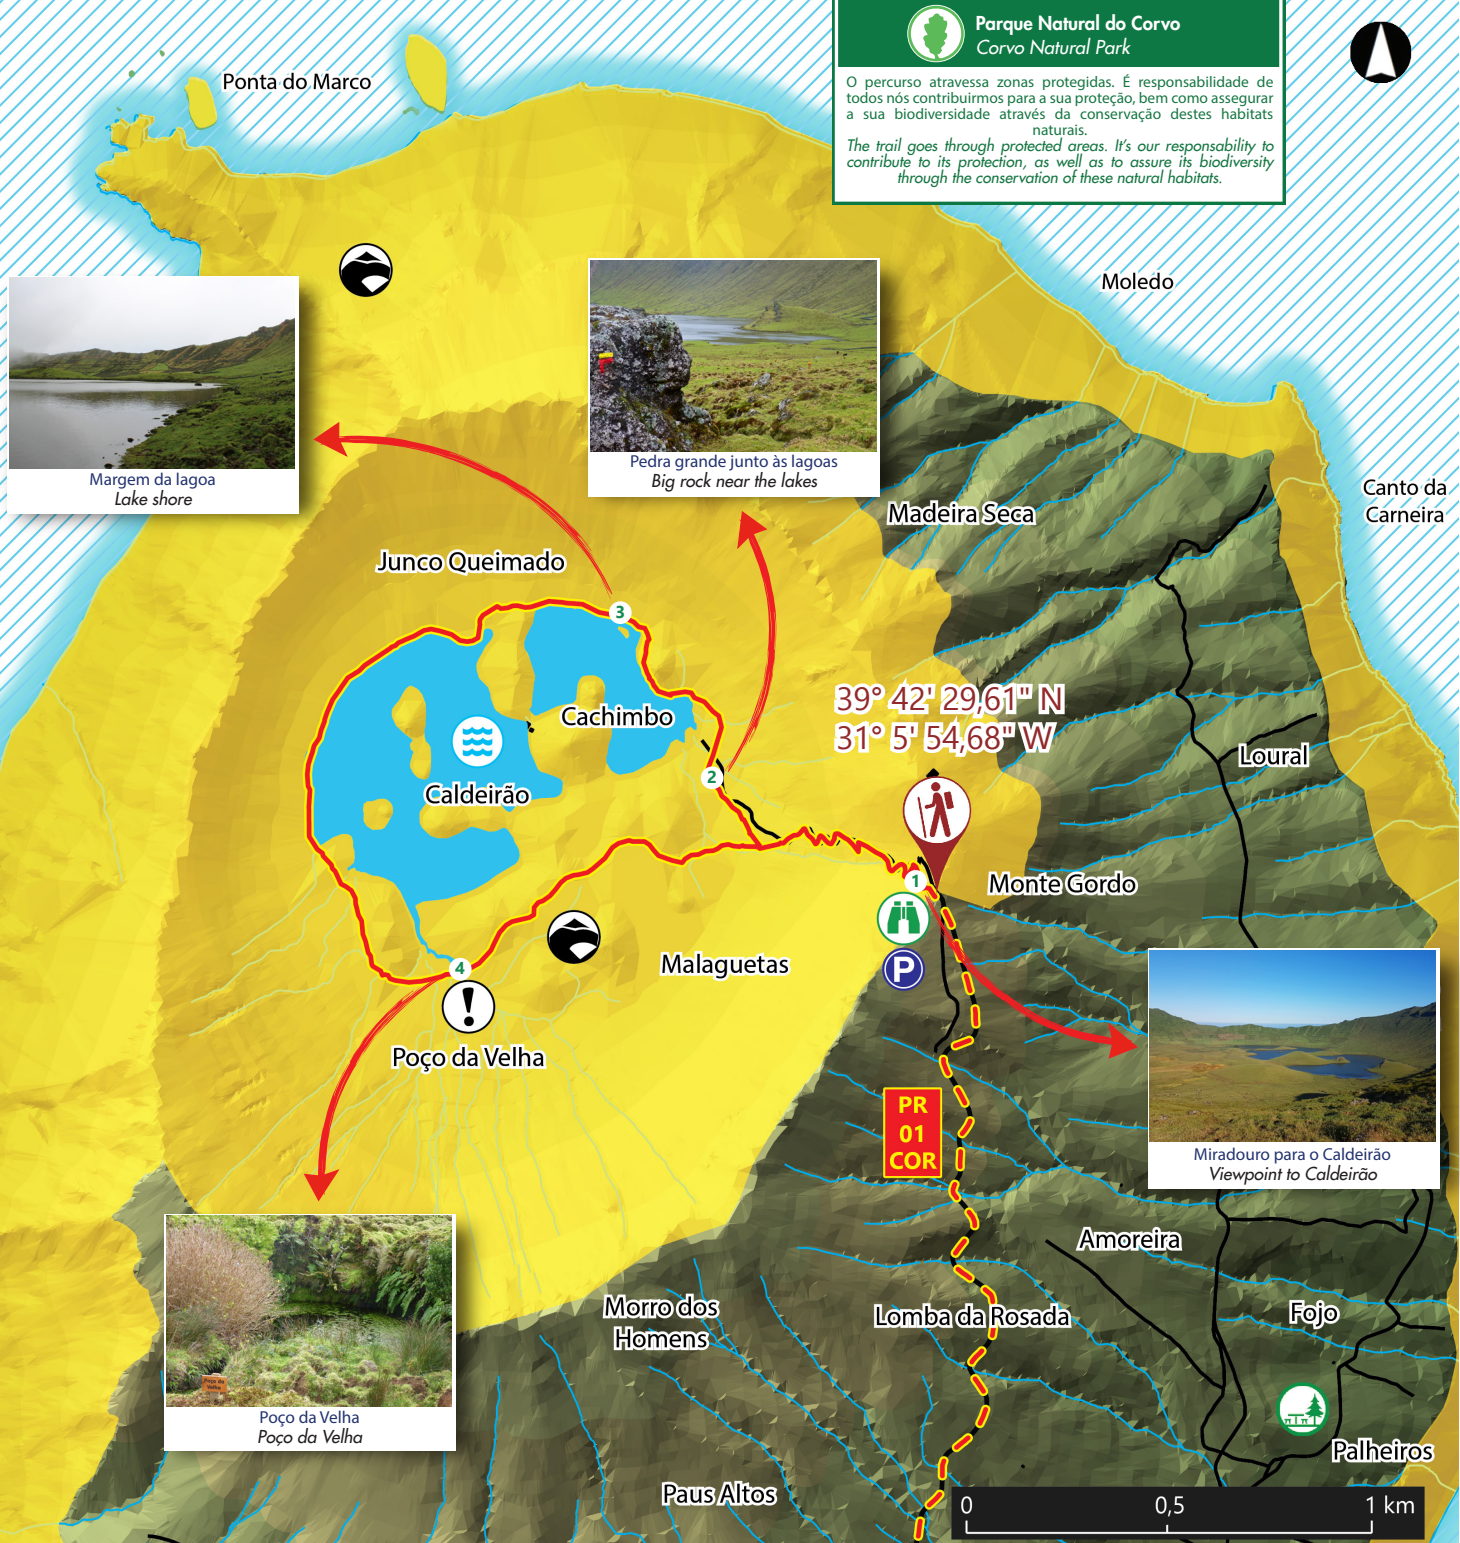 Parque Natural do Corvo
Corvo Natural Park
O percurso atravessa zonas protegidas. É responsabilidade de
todos nós contribuirmos para a sua proteção, bem como assegurar
a sua biodiversidade através da conservação destes habitats
naturais.
The trail goes through protected areas. It's our responsability to
contribute to its protection, as well as to assure its biodiversity
through the conservation of these natural habitats.
Ponta do Marco
Moledo
Margem da lagoa
Lake shore
Pedra grande junto às lagoas
Big rock near the lakes
Canto da
Carneira
Madeira Seca
Junco Queimado
3
39° 42' 29,61" N
31° 5' 54,68" W
Cachimbo
Loural
2
Caldeirão
1
Monte Gordo
4
Malaguetas
P
Poço da Velha
PR
01
COR
Miradouro para o Caldeirão
Viewpoint to Caldeirão
Amoreira
Morro dos
Homens
Lomba da Rosada
Fojo
Poço da
Velha
Poço da Velha
Poço da Velha
Palheiros
Paus Altos
0 0,5 1 km